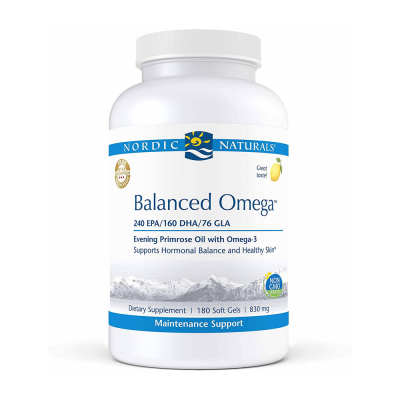 NORDIC NATURALS®
Great
taste!
Balanced Omega™
240 EPA/160 DHA/76 GLA
Evening Primrose Oil with Omega-3
Supports Hormonal Balance and Healthy Skin*
NON
GMO
Dietary Supplement | 180 Soft Gels | 830 mg
Maintenance Support